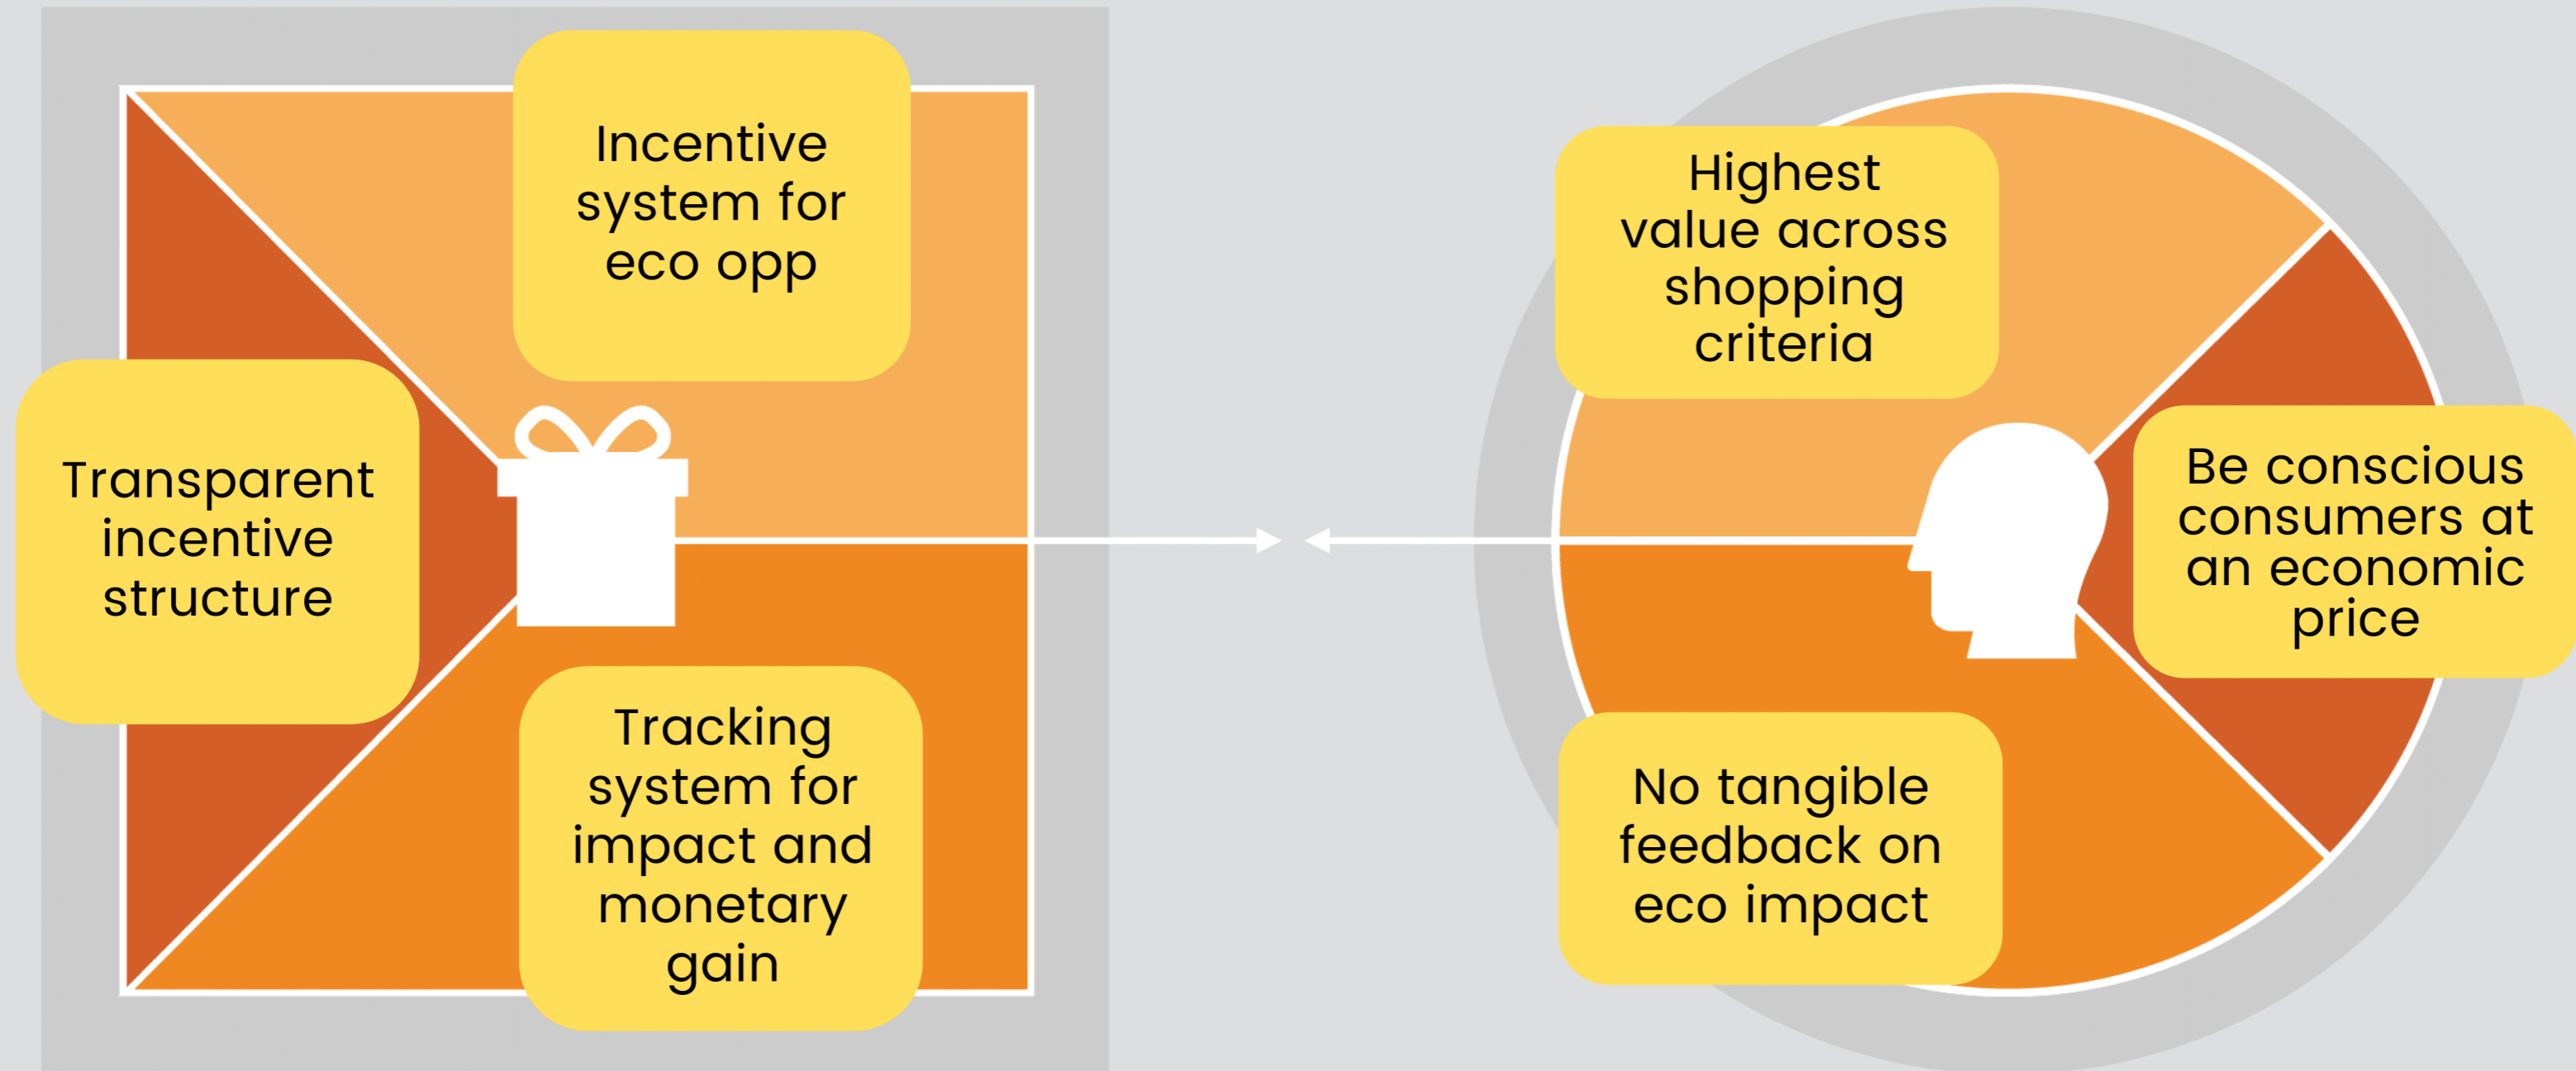 Incentive
system for
eco opp
Transparent
incentive
structure
Tracking
system for
impact and
monetary
gain
Highest
value across
shopping
criteria
Be conscious
consumers at
an economic
price
No tangible
feedback on
eco impact